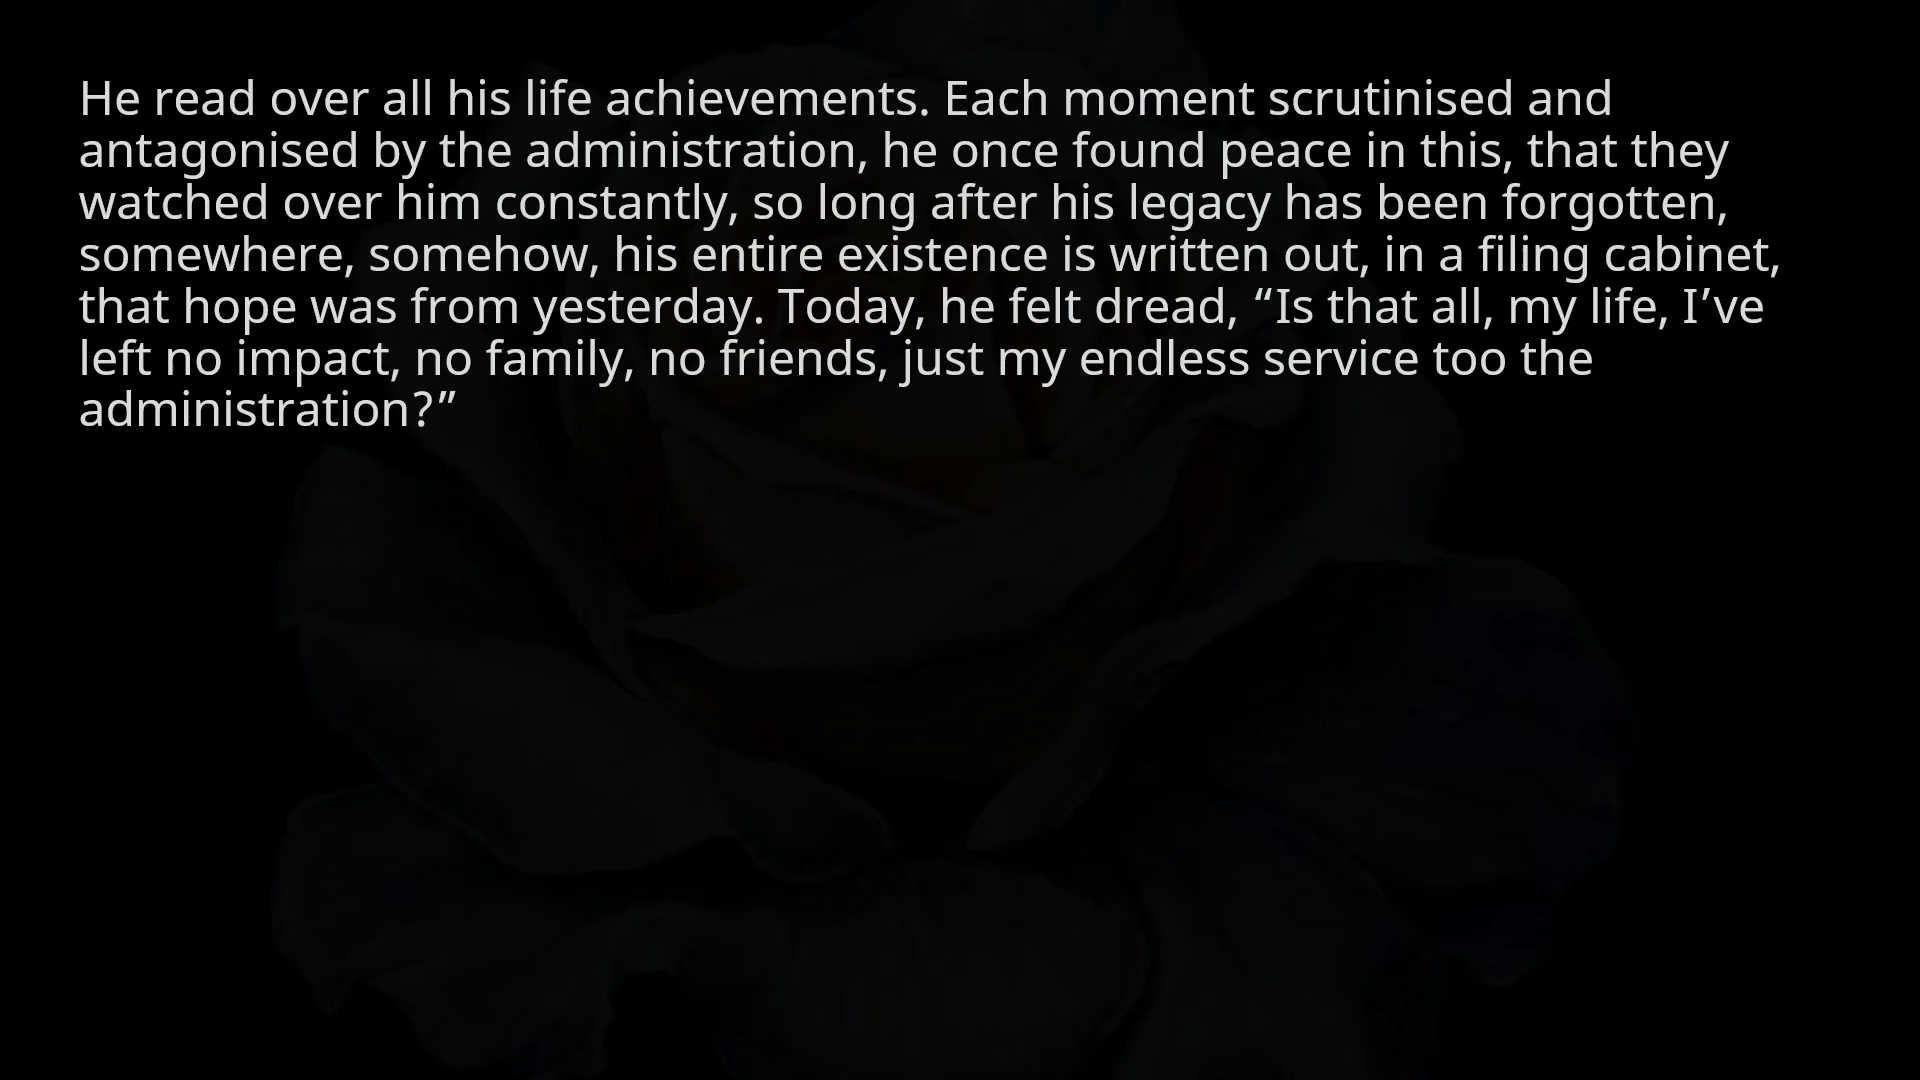 He read over all his life achievements. Each moment scrutinised and
antagonised by the administration, he once found peace in this, that they
watched over him constantly, so long after his legacy has been forgotten,
somewhere, somehow, his entire existence is written out, in a filing cabinet,
that hope was from yesterday. Today, he felt dread, “Is that all, my life, I’ve
left no impact, no family, no friends, just my endless service too the
administration?”